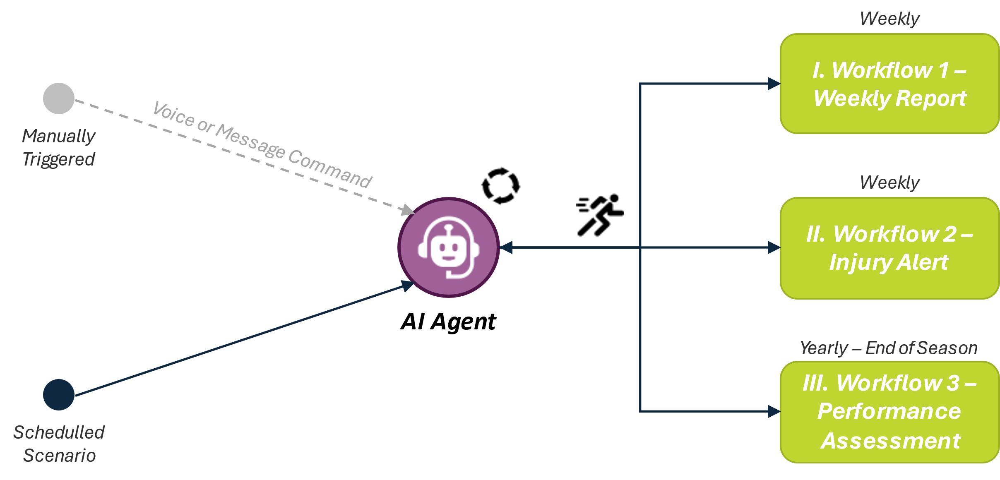 Weekly
I. Workflow 1 –
Weekly Report
Manually
Triggered
Voice or Message Command
Weekly
II. Workflow 2 –
Injury Alert
AI Agent
Yearly – End of Season
III. Workflow 3 –
Performance
Assessment
Schedulled
Scenario